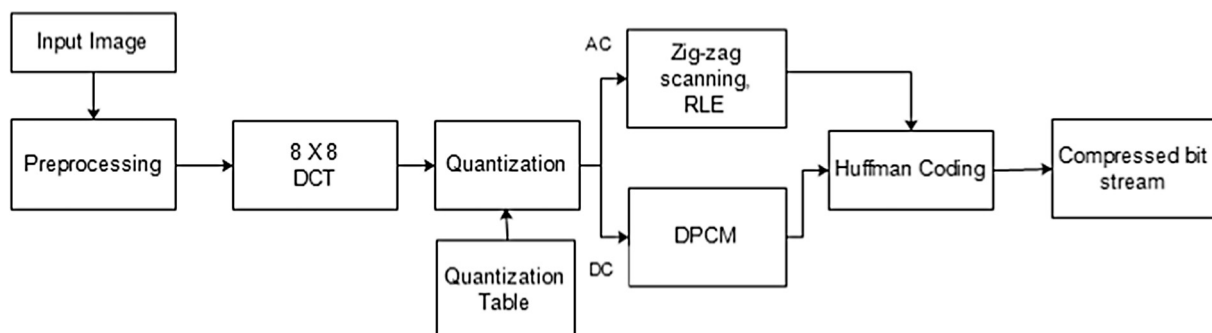 Input Image
Preprocessing
8 X 8
DCT
Quantization
Quantization
Table
AC
Zig-zag
scanning,
RLE
DC
DPCM
Huffman Coding
Compressed bit
stream